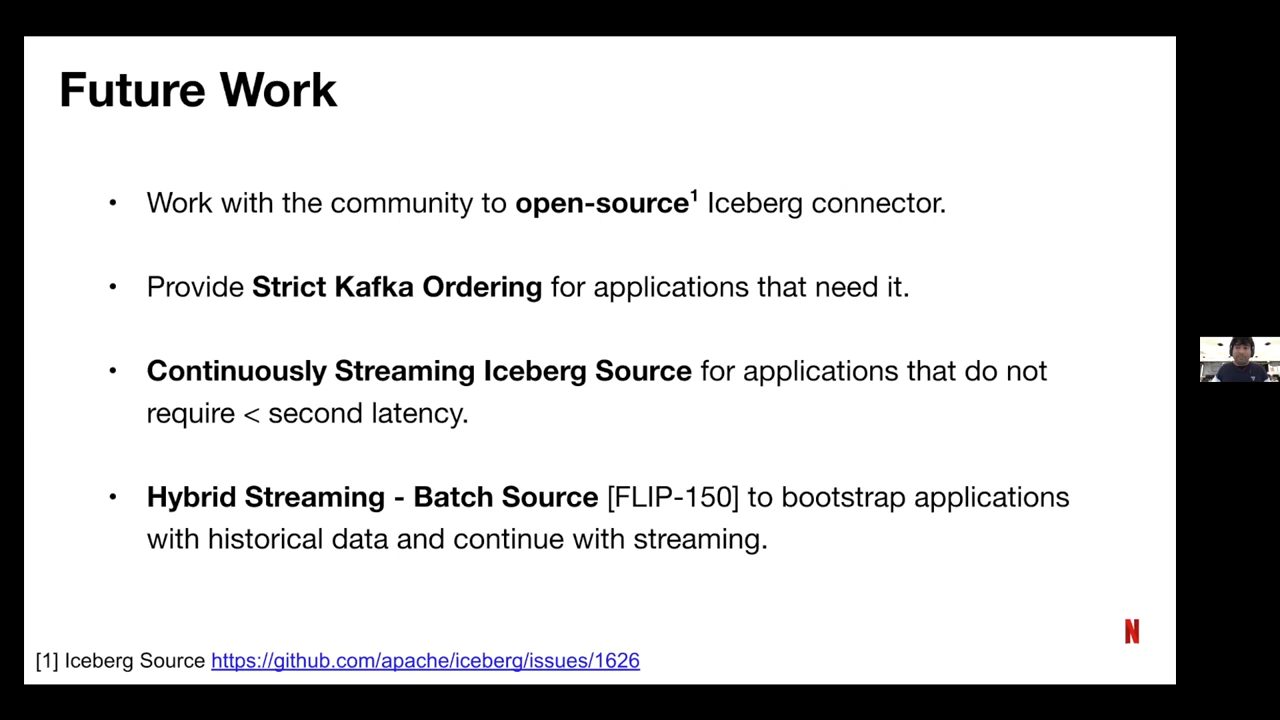 Future Work
• Work with the community to open-source¹ Iceberg connector.
• Provide Strict Kafka Ordering for applications that need it.
• Continuously Streaming Iceberg Source for applications that do not
require < second latency.
• Hybrid Streaming - Batch Source [FLIP-150] to bootstrap applications
with historical data and continue with streaming.
N
[1] Iceberg Source https://github.com/apache/iceberg/issues/1626